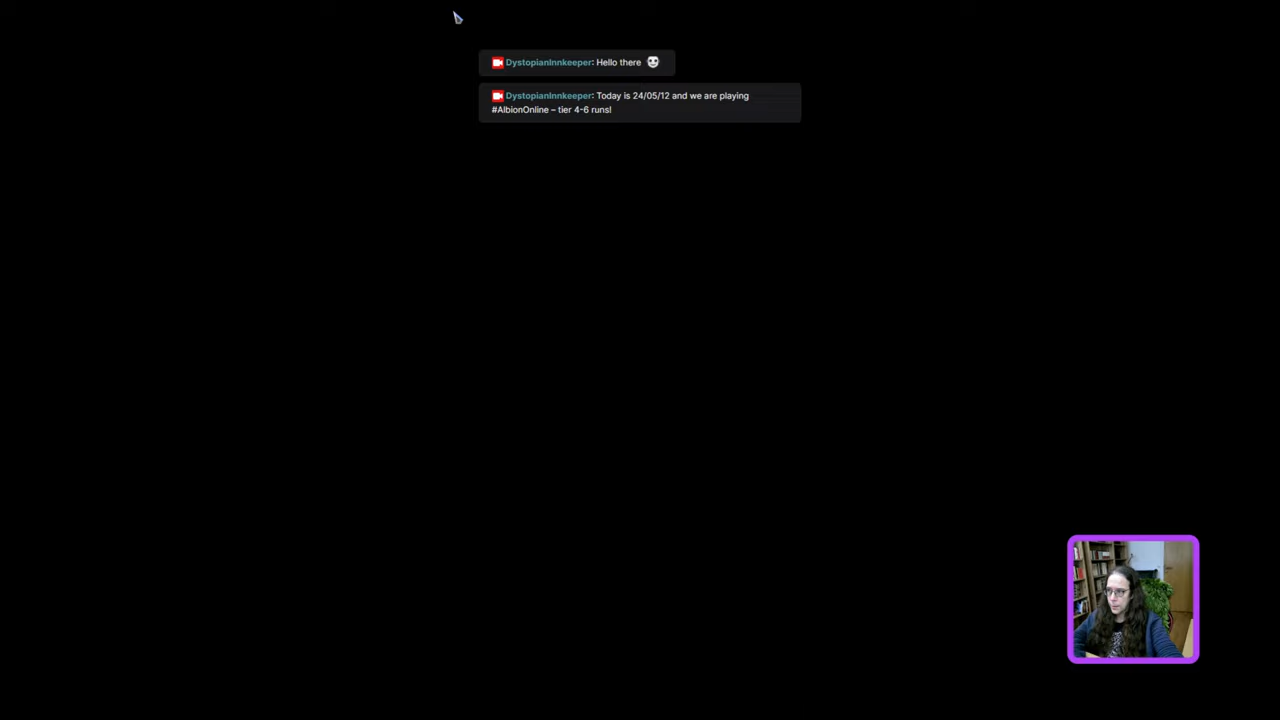 DystopianInnkeeper: Hello there
DystopianInnkeeper: Today is 24/05/12 and we are playing
#AlbionOnline – tier 4-6 runs!